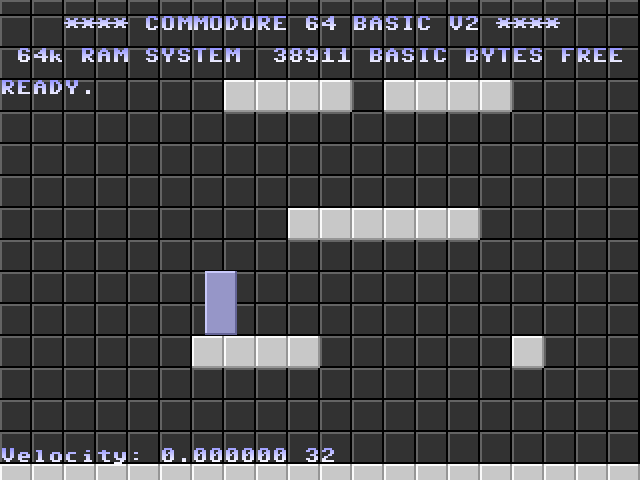 **** COMMODORE 64 BASIC V2 ****
64k RAM SYSTEM 38911 BASIC BYTES FREE
READY.
Velocity: 0.000000 32